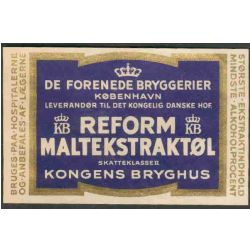 DE FORENEDE BRYGGERIER
KØBENHAVN
LEVERANDØR TIL DET KONGELIG DANSKE HOF.
KB REFORM KB
MALTEKSTRAKTØL
SKATTEKLASSE II
KONGENS BRYGHUS
BRUGES PAA HOSPITALERNE
OG ANBEFALES AF LÆGERNE
STØRSTE EKSTRAKTINDHOLD
MINDSTE ALKOHOLPROCENT